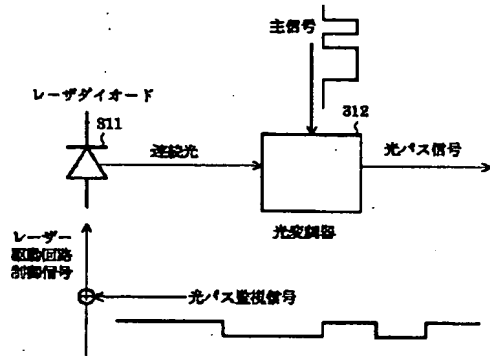 主信号
レーザダイオード
311
312
連続光
光パス信号
光変調器
レーザー
駆動回路
制御信号
光パス監視信号